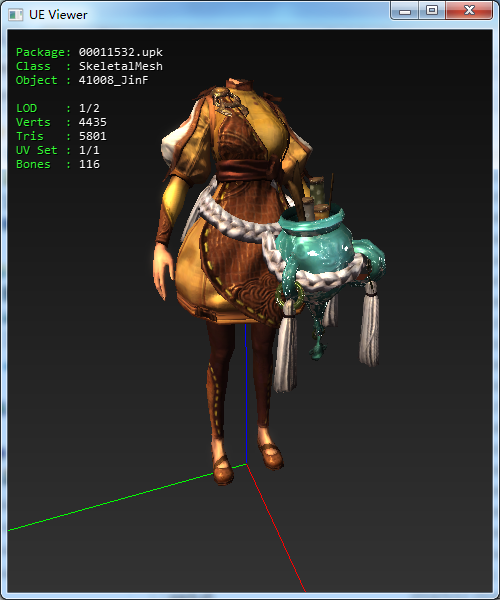 UE Viewer
Package: 00011532.upk
Class  : SkeletalMesh
Object : 41008_JinF
LOD    : 1/2
Verts  : 4435
Tris   : 5801
UV Set : 1/1
Bones  : 116